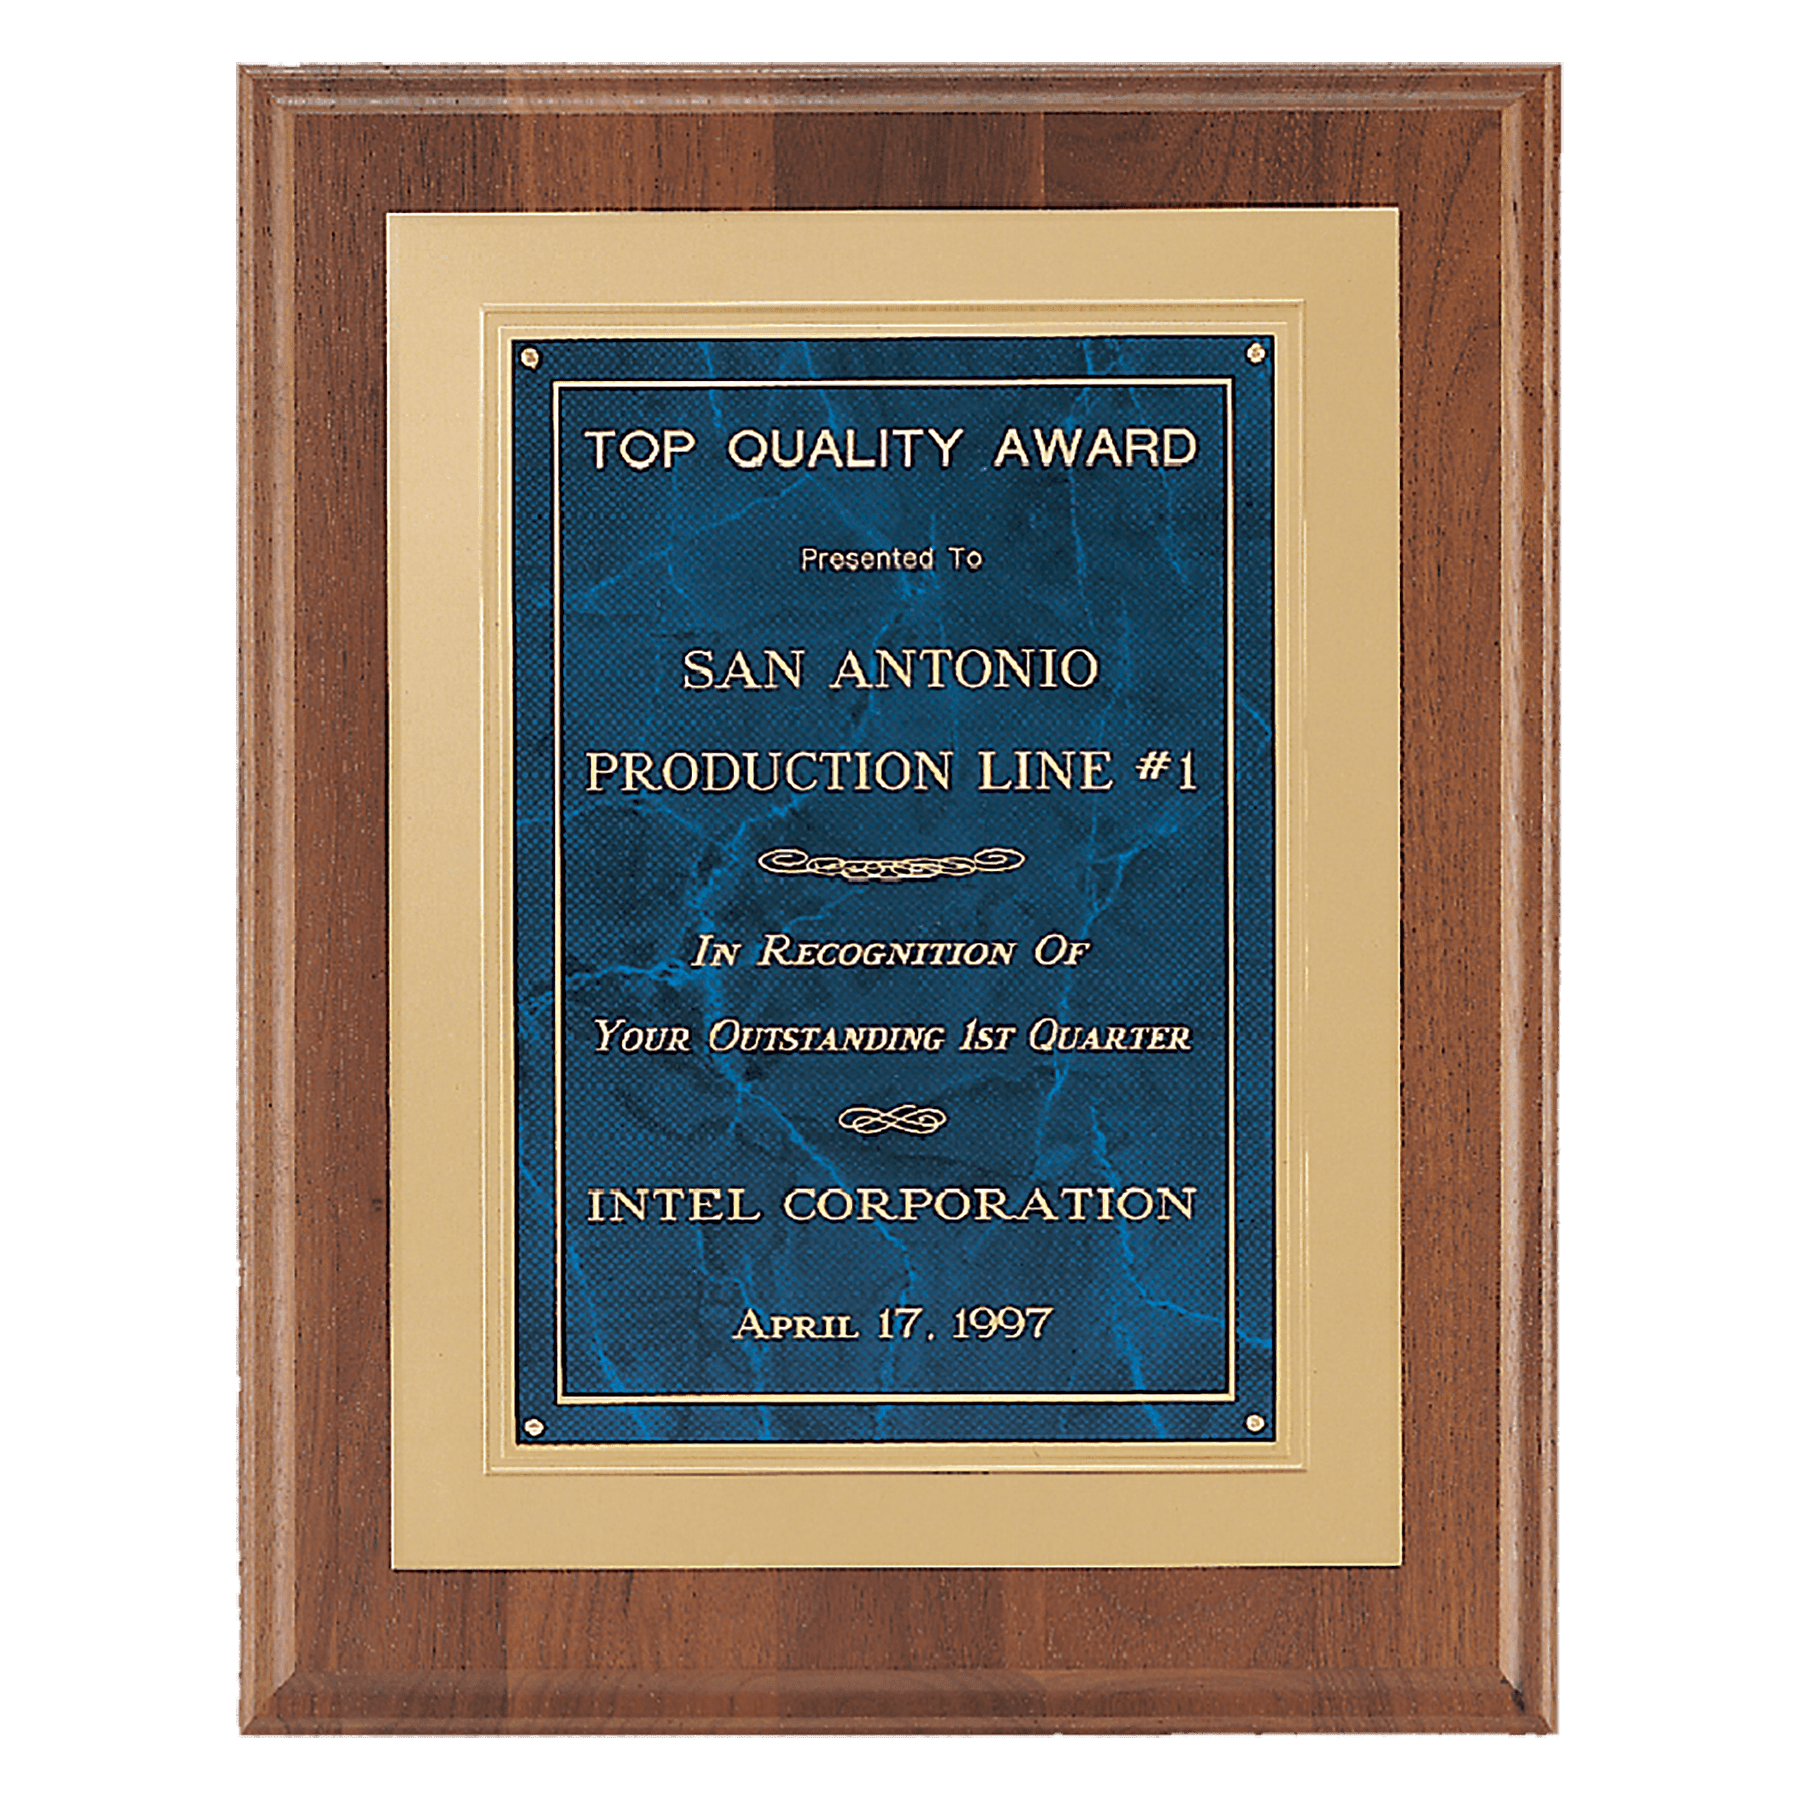 TOP QUALITY AWARD
Presented To
SAN ANTONIO
PRODUCTION LINE #1
IN RECOGNITION OF
YOUR OUTSTANDING 1ST QUARTER
INTEL CORPORATION
APRIL 17, 1997